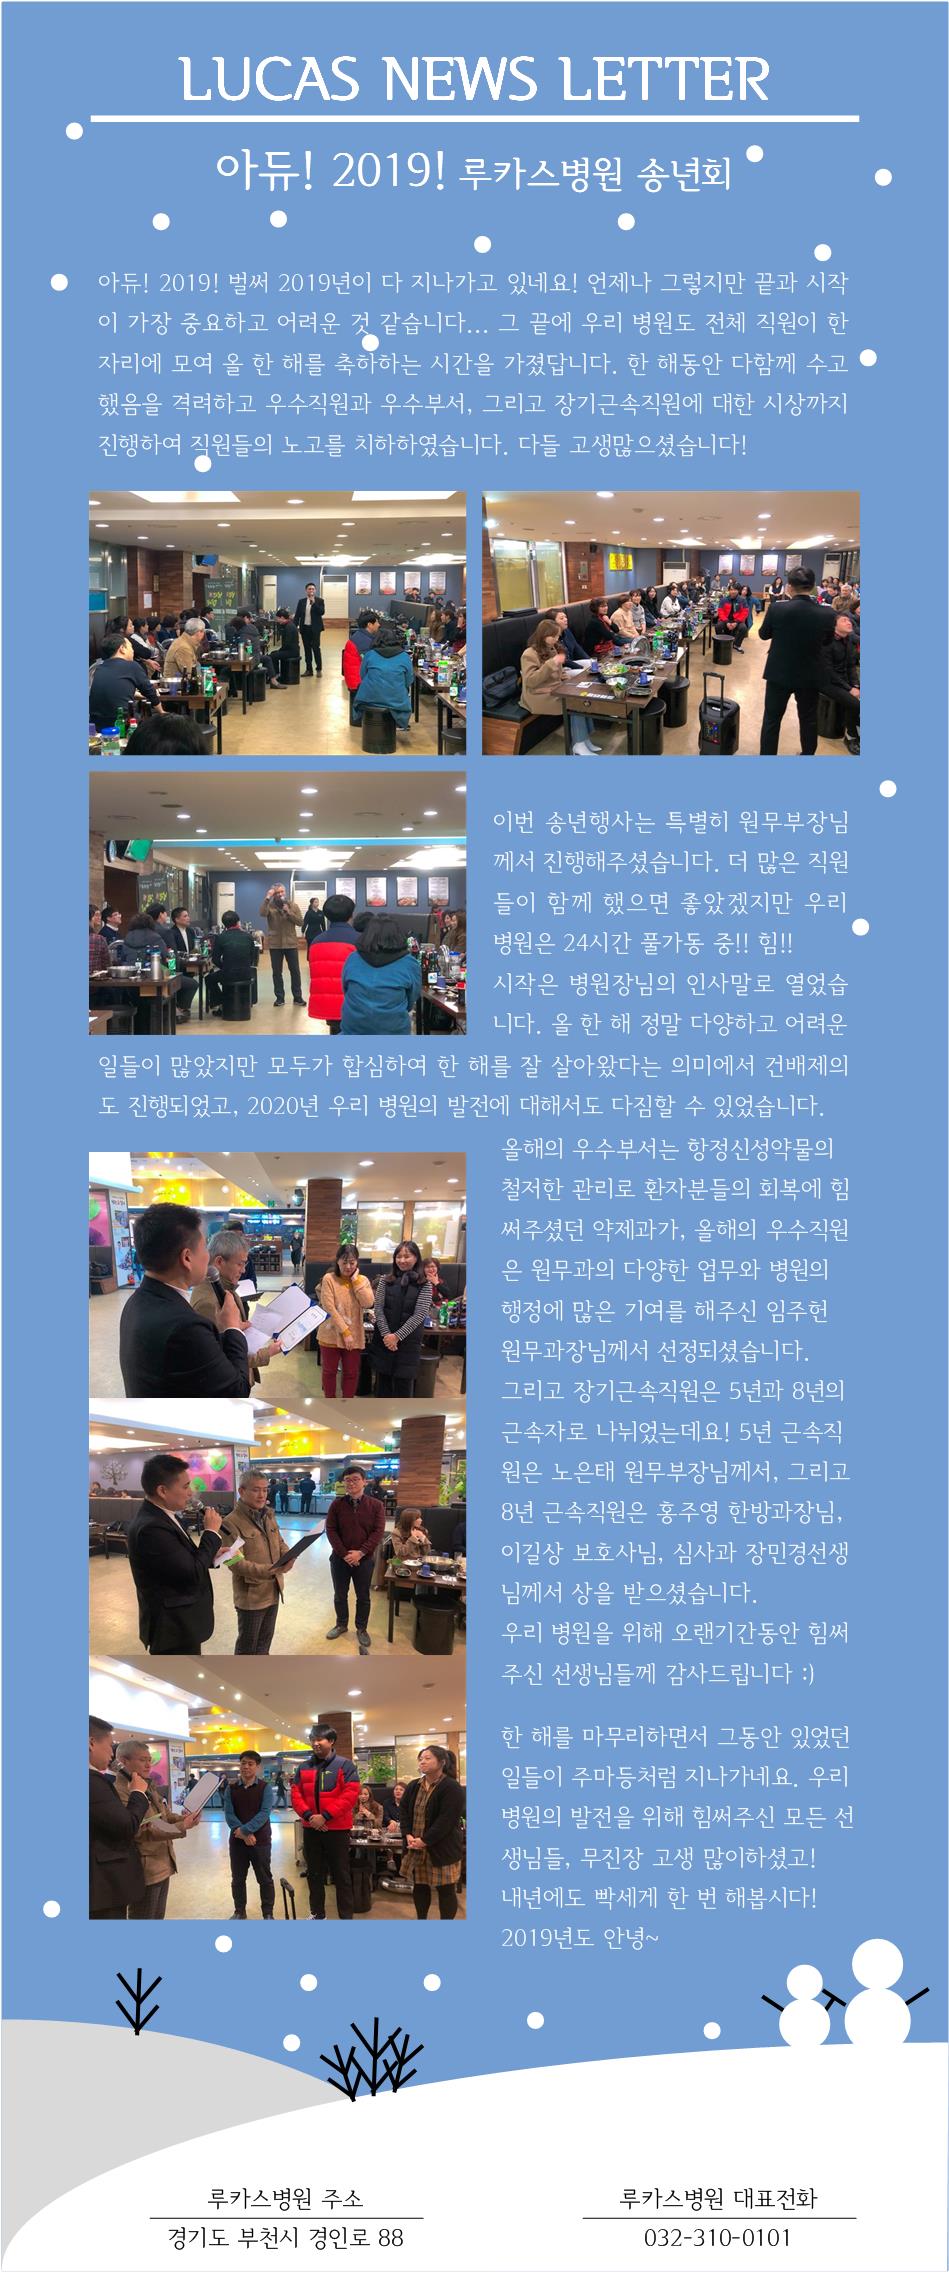 LUCAS NEWS LETTER
아듀! 2019! 루카스병원 송년회
아듀! 2019! 벌써 2019년이 다 지나가고 있네요! 언제나 그렇지만 끝과 시작
이 가장 중요하고 어려운 것 같습니다... 그 끝에 우리 병원도 전체 직원이 한
자리에 모여 올 한 해를 축하하는 시간을 가졌답니다. 한 해동안 다함께 수고
했음을 격려하고 우수직원과 우수부서, 그리고 장기근속직원에 대한 시상까지
진행하여 직원들의 노고를 치하하였습니다. 다들 고생많으셨습니다!
이번 송년행사는 특별히 원무부장님
께서 진행해주셨습니다. 더 많은 직원
들이 함께 했으면 좋았겠지만 우리
병원은 24시간 풀가동 중!! 힘!!
시작은 병원장님의 인사말로 열었습
니다. 올 한 해 정말 다양하고 어려운
일들이 많았지만 모두가 합심하여 한 해를 잘 살아왔다는 의미에서 건배제의
도 진행되었고, 2020년 우리 병원의 발전에 대해서도 다짐할 수 있었습니다.
올해의 우수부서는 항정신성약물의
철저한 관리로 환자분들의 회복에 힘
써주셨던 약제과가, 올해의 우수직원
은 원무과의 다양한 업무와 병원의
행정에 많은 기여를 해주신 임주헌
원무과장님께서 선정되셨습니다.
그리고 장기근속직원은 5년과 8년의
근속자로 나뉘었는데요! 5년 근속직
원은 노은태 원무부장님께서, 그리고
8년 근속직원은 홍주영 한방과장님,
이길상 보호사님, 심사과 장민경선생
님께서 상을 받으셨습니다.
우리 병원을 위해 오랜기간동안 힘써
주신 선생님들께 감사드립니다 :)
한 해를 마무리하면서 그동안 있었던
일들이 주마등처럼 지나가네요. 우리
병원의 발전을 위해 힘써주신 모든 선
생님들, 무진장 고생 많이하셨고!
내년에도 빡세게 한 번 해봅시다!
2019년도 안녕~
루카스병원 주소
경기도 부천시 경인로 88
루카스병원 대표전화
032-310-0101